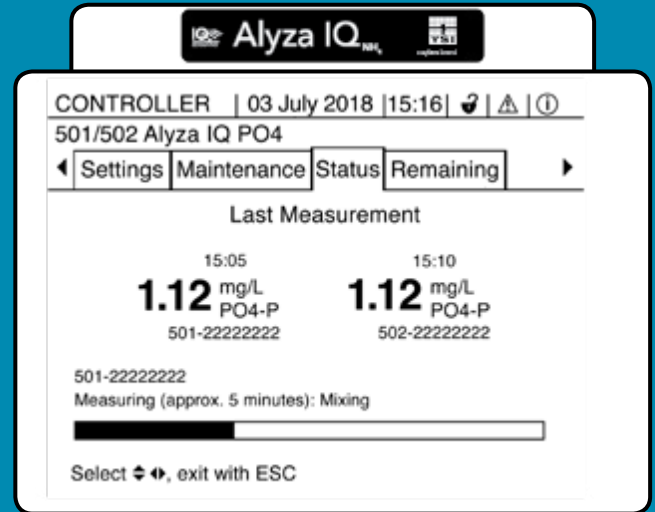 IQ Alyza IQ NH4 YSI
CONTROLLER | 03 July 2018 |15:16| | |
501/502 Alyza IQ PO4
Settings Maintenance Status Remaining
Last Measurement
15:05 15:10
1.12 mg/L PO4-P 1.12 mg/L PO4-P
501-22222222 502-22222222
501-22222222
Measuring (approx. 5 minutes): Mixing
Select , exit with ESC